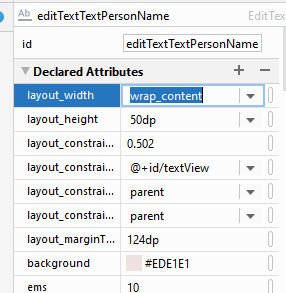 Ab editTextTextPersonName EditTe
id editTextTextPersonName
Declared Attributes + −
layout_width wrap_content
layout_height 50dp
layout_constrai... 0.502
layout_constrai... @+id/textView
layout_constrai... parent
layout_constrai... parent
layout_marginT... 124dp
background #EDE1E1
ems 10